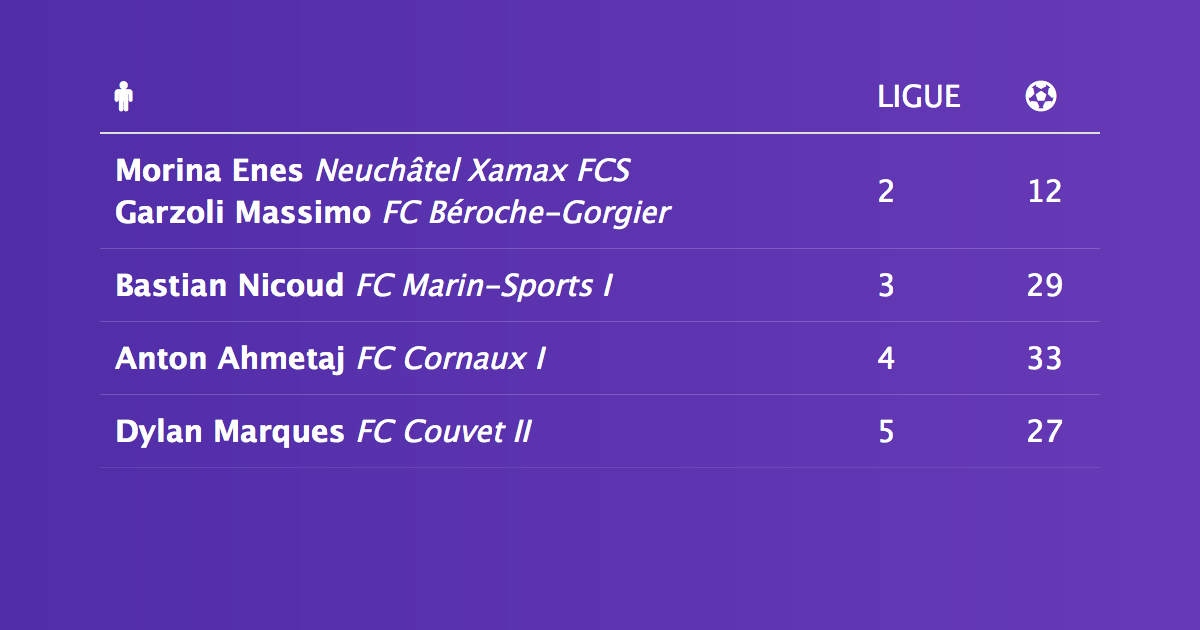 LIGUE
Morina Enes Neuchâtel Xamax FCS
Garzoli Massimo FC Béroche-Gorgier
2 12
Bastian Nicoud FC Marin-Sports I 3 29
Anton Ahmetaj FC Cornaux I 4 33
Dylan Marques FC Couvet II 5 27